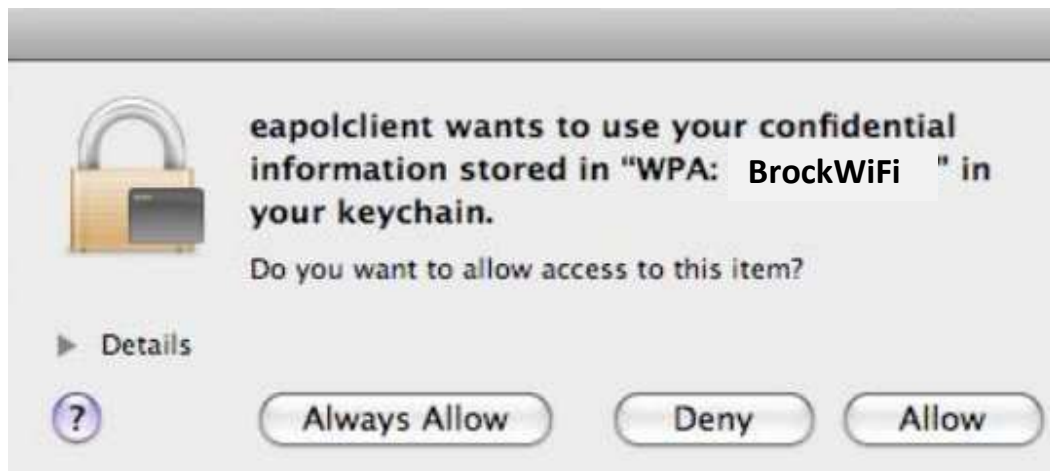 eapolclient wants to use your confidential
information stored in “WPA: BrockWiFi " in
your keychain.
Do you want to allow access to this item?
Details
?
Always Allow
Deny
Allow